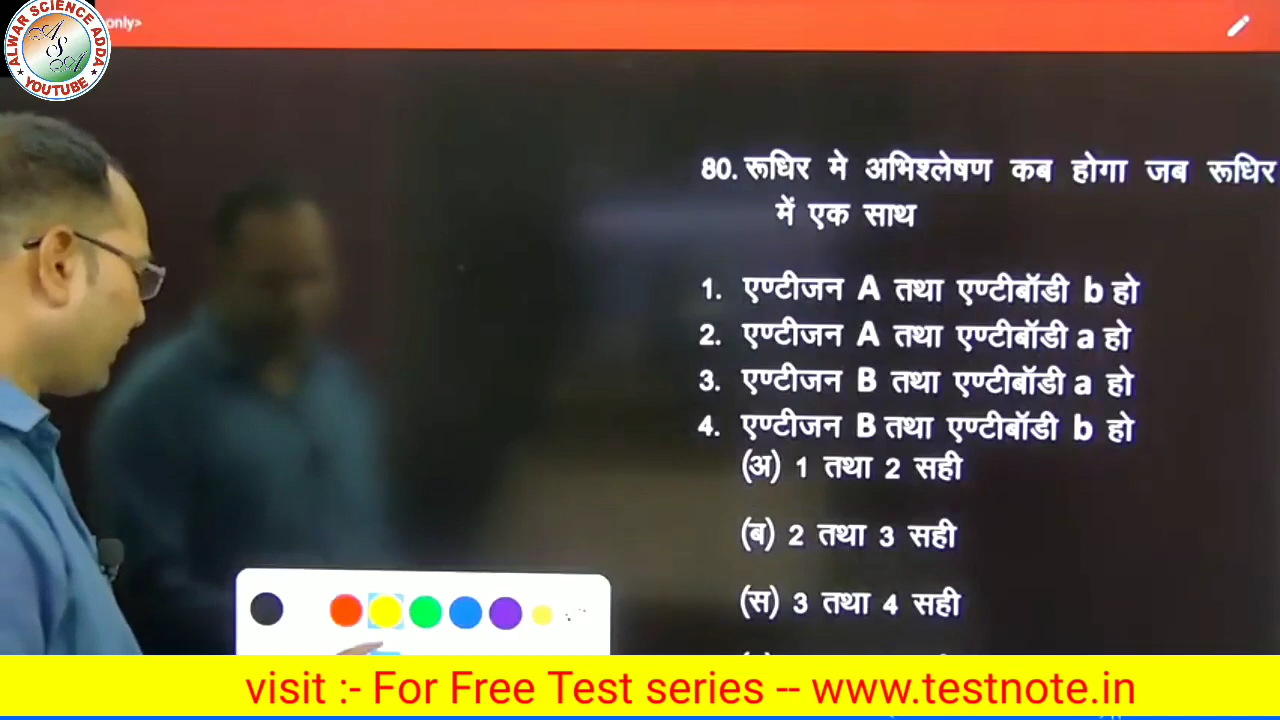 ALWAR SCIENCE ADDA
ASA
YOUTUBE
only>
80. रूधिर मे अभिश्लेषण कब होगा जब रूधिर
में एक साथ
1. एण्टीजन A तथा एण्टीबॉडी b हो
2. एण्टीजन A तथा एण्टीबॉडी a हो
3. एण्टीजन B तथा एण्टीबॉडी a हो
4. एण्टीजन B तथा एण्टीबॉडी b हो
(अ) 1 तथा 2 सही
(ब) 2 तथा 3 सही
(स) 3 तथा 4 सही
visit :- For Free Test series -- www.testnote.in